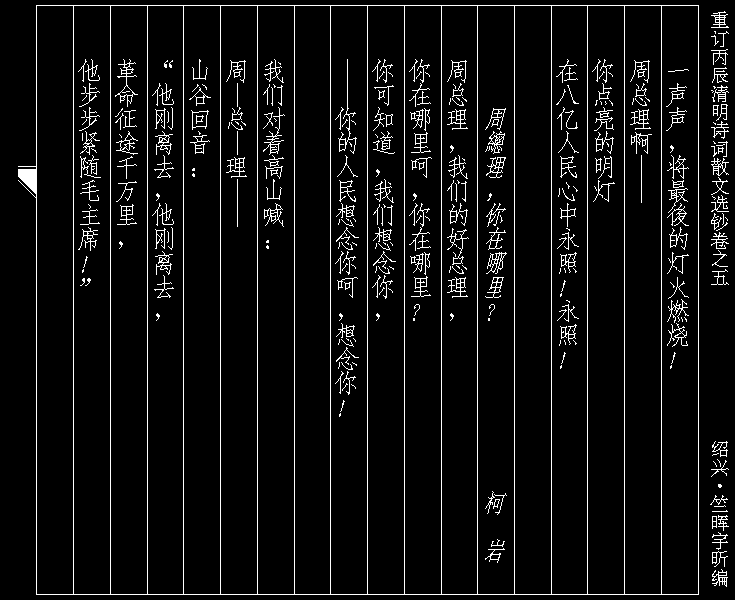 重订丙辰清明诗词散文选钞卷之五
绍兴·竺晖宇昕编
一声声，将最後的灯火燃烧！
周总理啊——
你点亮的明灯
在八亿人民心中永照！永照！
周總理，你在哪里？ 柯 岩
周总理，我们的好总理，
你在哪里呵，你在哪里？
你可知道，我们想念你，
——你的人民想念你呵，想念你！
我们对着高山喊：
周—总—理——
山谷回音：
“他刚离去，他刚离去，
革命征途千万里，
他步步紧随毛主席！”